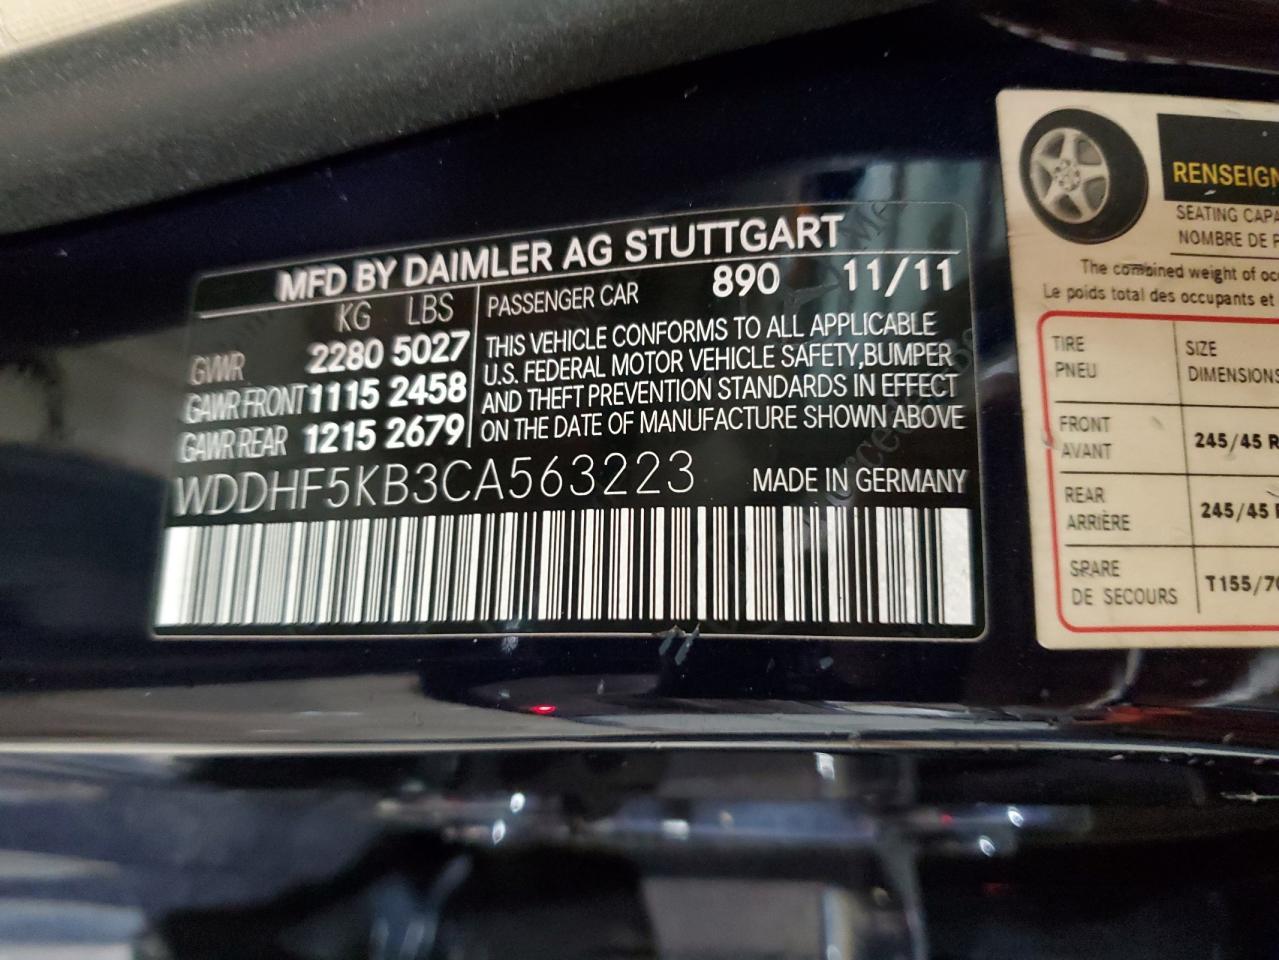 MFD BY DAIMLER AG STUTTGART
KG LBS
GVWR 2280 5027
GAWR FRONT 1115 2458
GAWR REAR 1215 2679
PASSENGER CAR 890 11/11
THIS VEHICLE CONFORMS TO ALL APPLICABLE
U.S. FEDERAL MOTOR VEHICLE SAFETY,BUMPER
AND THEFT PREVENTION STANDARDS IN EFFECT
ON THE DATE OF MANUFACTURE SHOWN ABOVE
WDDHF5KB3CA563223 MADE IN GERMANY
RENSEIGN
SEATING CAPA
NOMBRE DE P
The combined weight of occ
Le poids total des occupants et
TIRE SIZE
PNEU DIMENSIONS
FRONT
AVANT 245/45 R
REAR
ARRIÈRE 245/45 R
SPARE
DE SECOURS T155/70